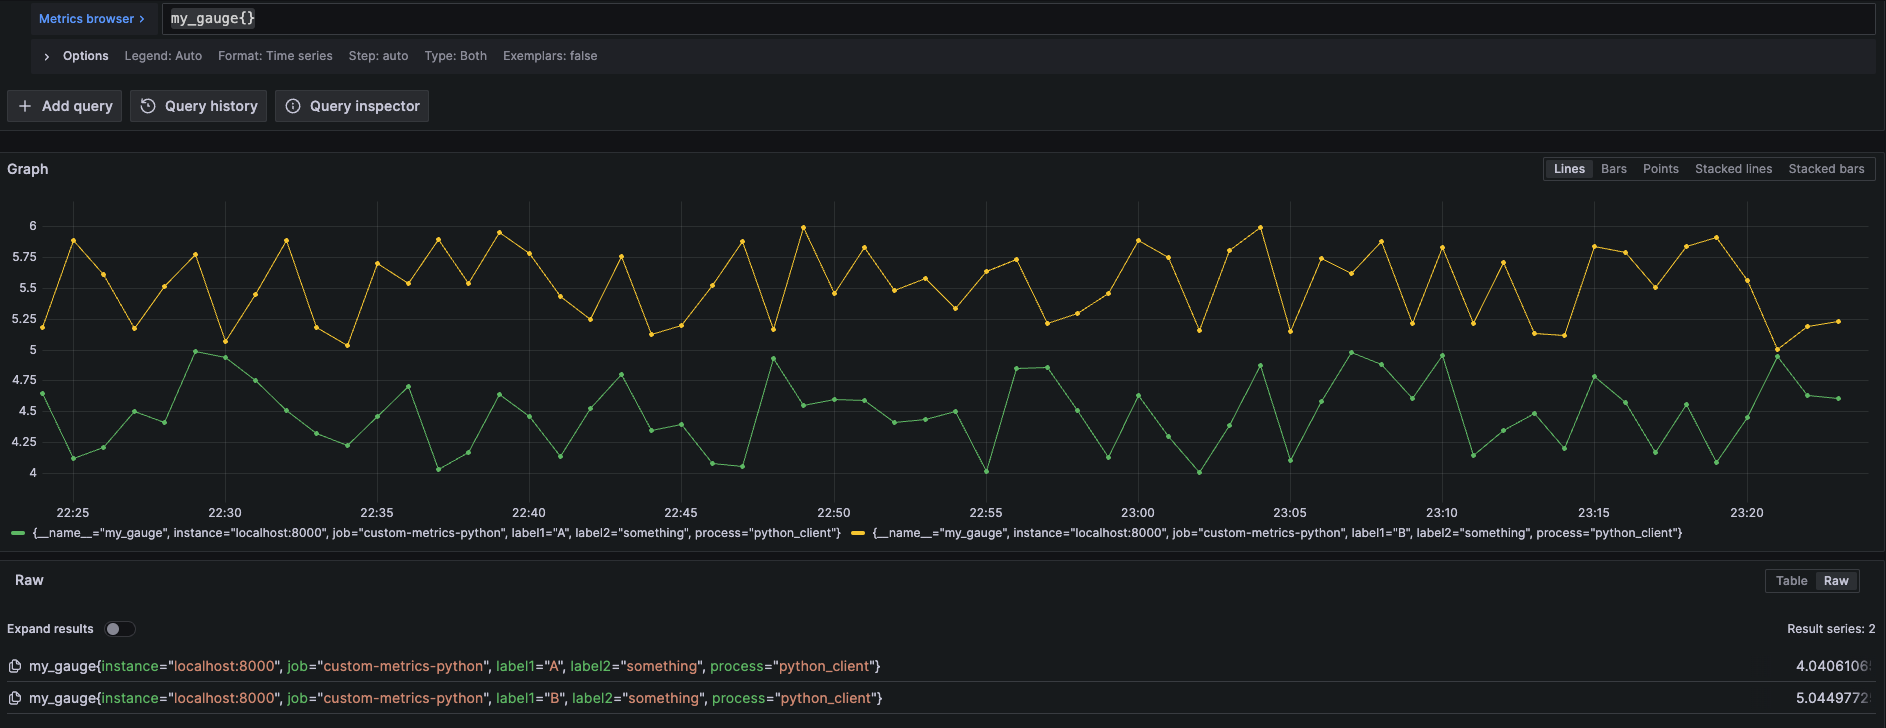 Metrics browser > my_gauge{}
> Options Legend: Auto Format: Time series Step: auto Type: Both Exemplars: false
+ Add query Query history Query inspector
Graph Lines Bars Points Stacked lines Stacked bars
6
5.75
5.5
5.25
5
4.75
4.5
4.25
4
22:25 22:30 22:35 22:40 22:45 22:50 22:55 23:00 23:05 23:10 23:15 23:20
{__name__="my_gauge", instance="localhost:8000", job="custom-metrics-python", label1="A", label2="something", process="python_client"} {__name__="my_gauge", instance="localhost:8000", job="custom-metrics-python", label1="B", label2="something", process="python_client"}
Raw Table Raw
Expand results Result series: 2
my_gauge{instance="localhost:8000", job="custom-metrics-python", label1="A", label2="something", process="python_client"} 4.0406106
my_gauge{instance="localhost:8000", job="custom-metrics-python", label1="B", label2="something", process="python_client"} 5.0449772